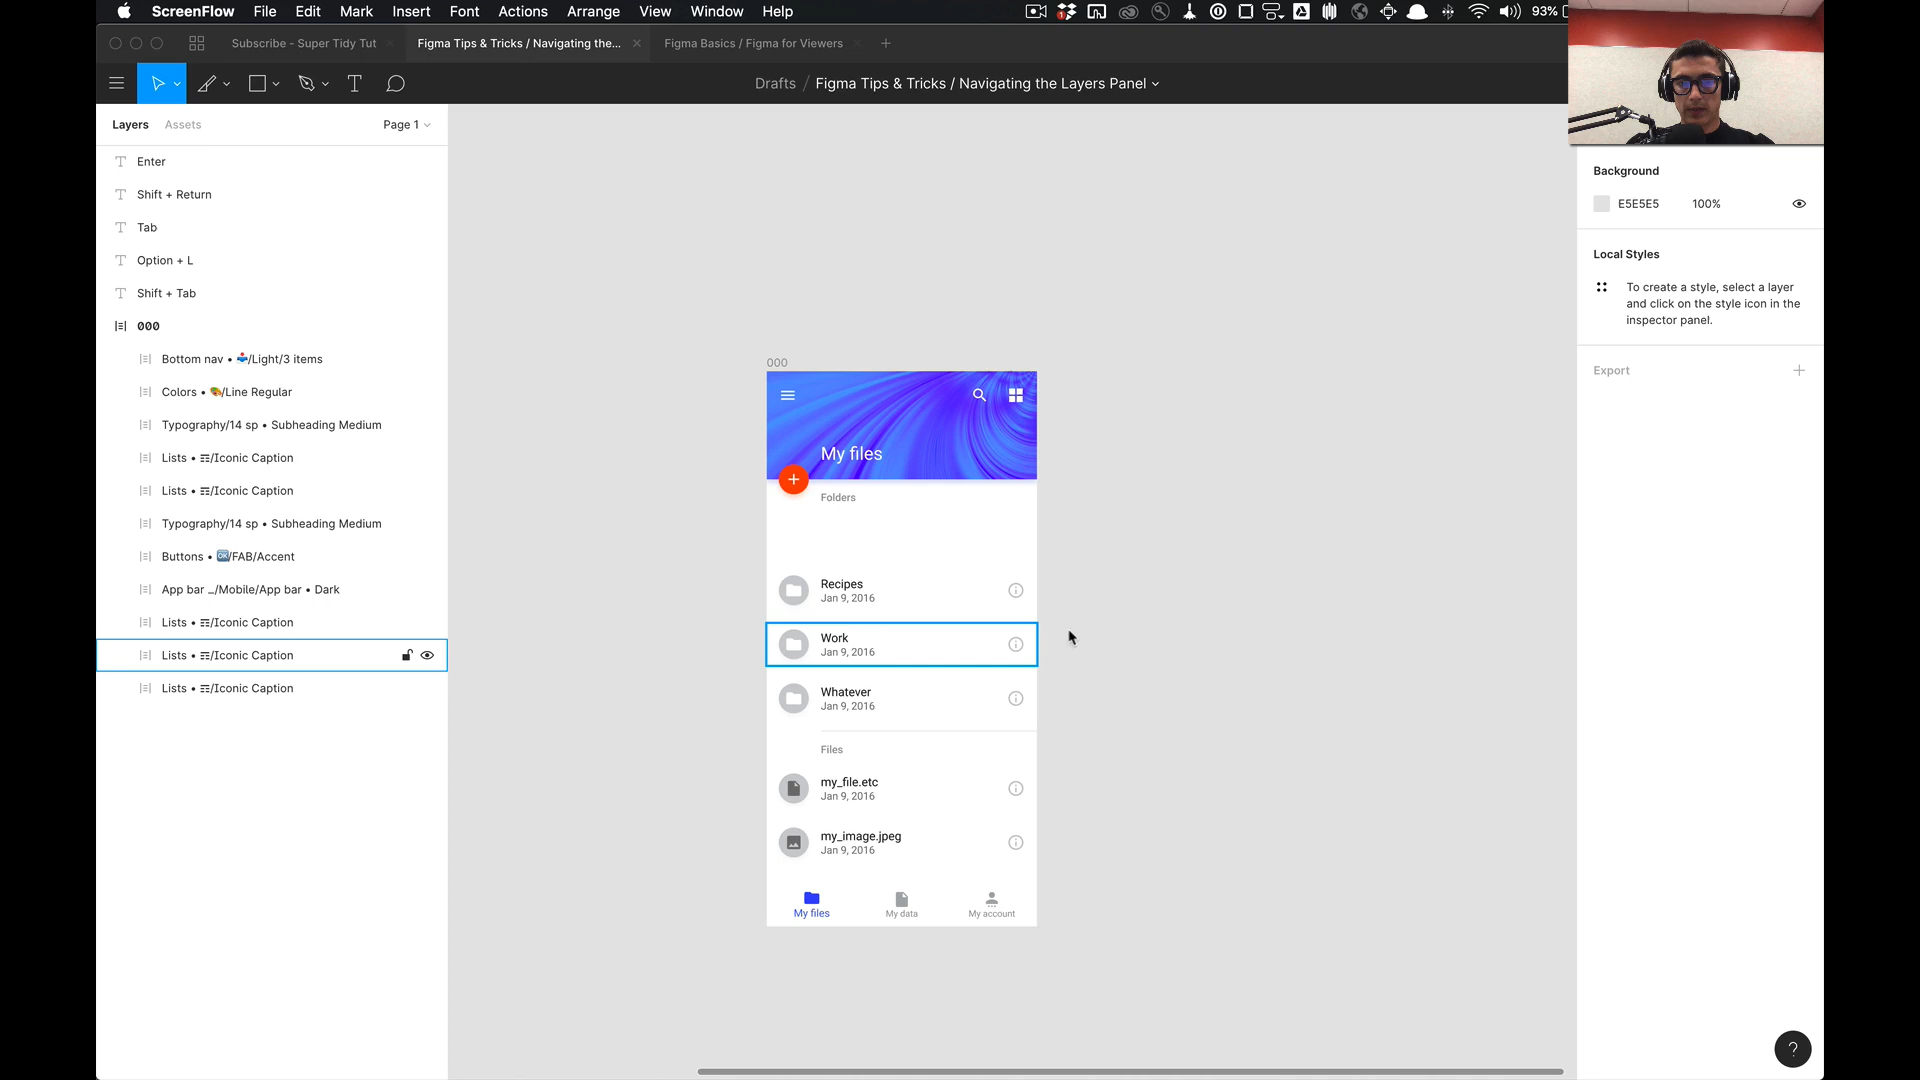 ScreenFlow File Edit Mark Insert Font Actions Arrange View Window Help 1 93%
Subscribe - Super Tidy Tut
Figma Tips & Tricks / Navigating the...
Figma Basics / Figma for Viewers
Drafts / Figma Tips & Tricks / Navigating the Layers Panel
Layers
Assets
Page 1
Enter
Shift + Return
Tab
Option + L
Shift + Tab
000
Bottom nav • 🗳/Light/3 items
Colors • 🎨/Line Regular
Typography/14 sp • Subheading Medium
Lists • ☶/Iconic Caption
Lists • ☶/Iconic Caption
Typography/14 sp • Subheading Medium
Buttons • 🆗/FAB/Accent
App bar _/Mobile/App bar • Dark
Lists • ☶/Iconic Caption
Lists • ☶/Iconic Caption
Lists • ☶/Iconic Caption
000
My files
Folders
Recipes
Jan 9, 2016
Work
Jan 9, 2016
Whatever
Jan 9, 2016
Files
my_file.etc
Jan 9, 2016
my_image.jpeg
Jan 9, 2016
My files
My data
My account
Background
E5E5E5 100%
Local Styles
To create a style, select a layer
and click on the style icon in the
inspector panel.
Export
?